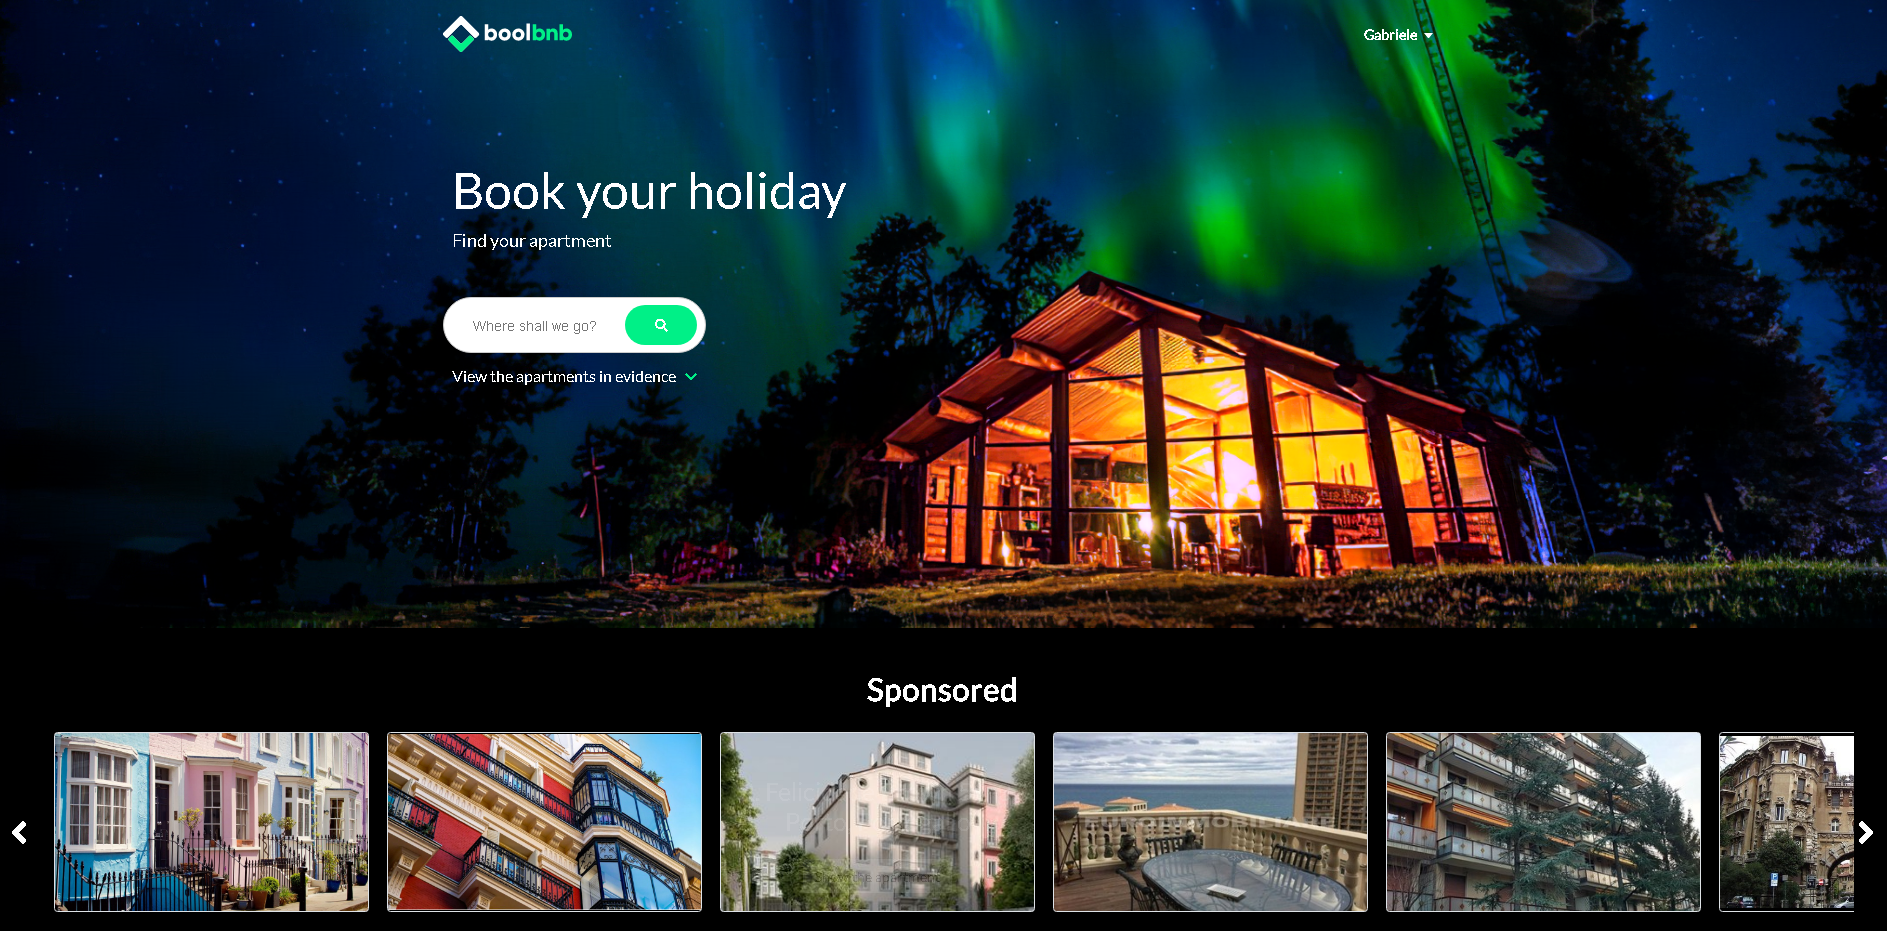 boolbnb
Gabriele
Book your holiday
Find your apartment
Where shall we go?
View the apartments in evidence
Sponsored